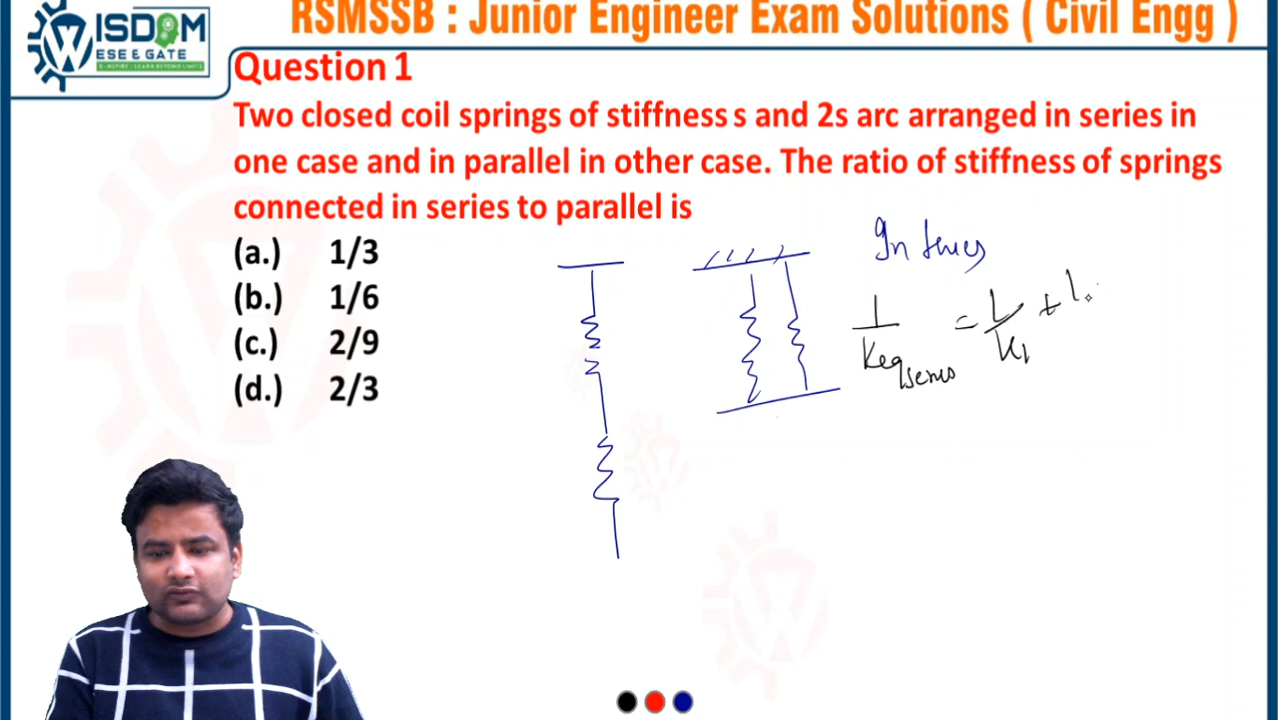 WISDOM
ESE & GATE
RSMSSB : Junior Engineer Exam Solutions ( Civil Engg )
Question 1
Two closed coil springs of stiffness s and 2s arc arranged in series in
one case and in parallel in other case. The ratio of stiffness of springs
connected in series to parallel is
(a.) 1/3
(b.) 1/6
(c.) 2/9
(d.) 2/3
In series
1/Keq series = 1/K1 + 1